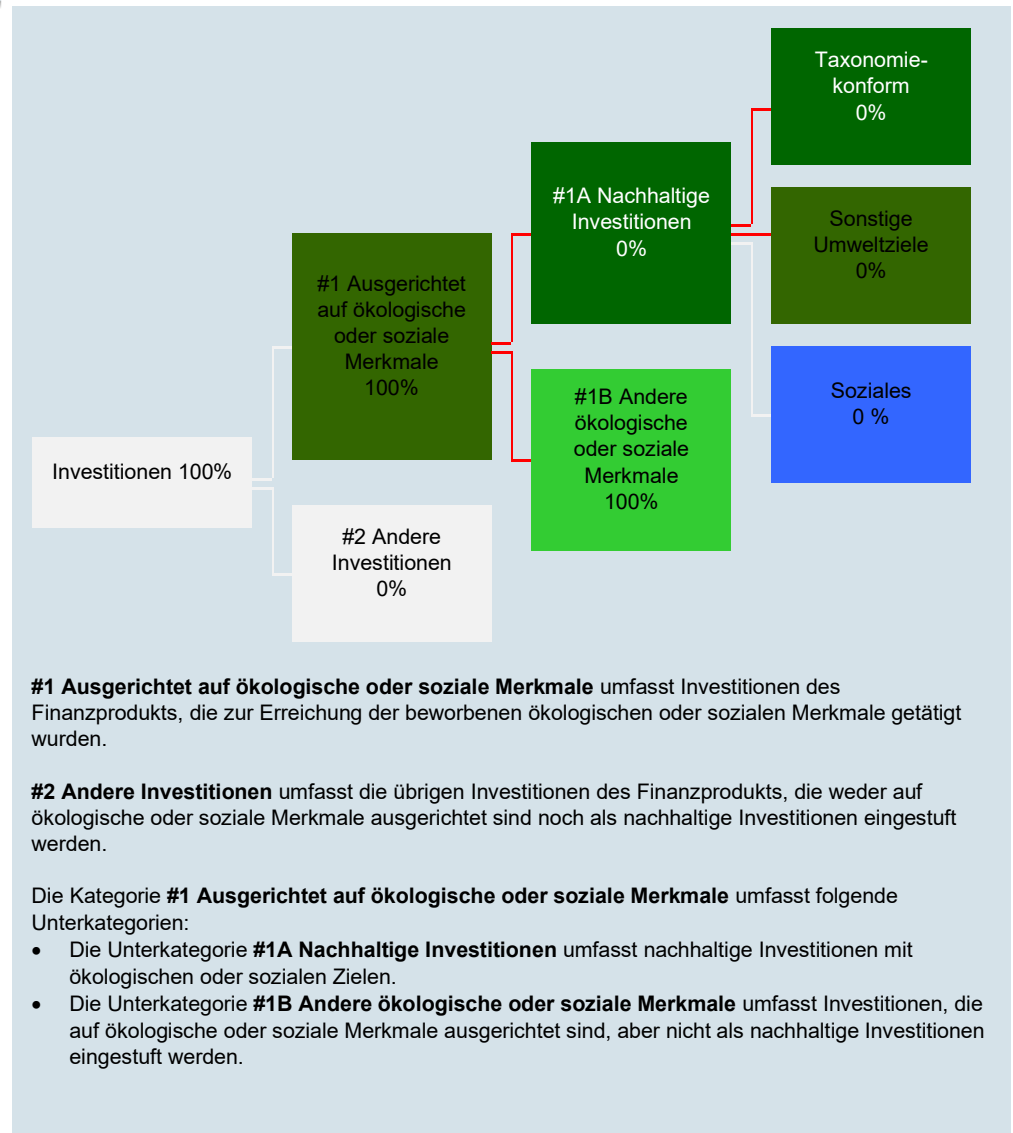 Taxonomie-
konform
0%
#1A Nachhaltige
Investitionen
0%
Sonstige
Umweltziele
0%
#1 Ausgerichtet
auf ökologische
oder soziale
Merkmale
100%
#1B Andere
ökologische
oder soziale
Merkmale
100%
Soziales
0 %
Investitionen 100%
#2 Andere
Investitionen
0%
#1 Ausgerichtet auf ökologische oder soziale Merkmale umfasst Investitionen des
Finanzprodukts, die zur Erreichung der beworbenen ökologischen oder sozialen Merkmale getätigt
wurden.
#2 Andere Investitionen umfasst die übrigen Investitionen des Finanzprodukts, die weder auf
ökologische oder soziale Merkmale ausgerichtet sind noch als nachhaltige Investitionen eingestuft
werden.
Die Kategorie #1 Ausgerichtet auf ökologische oder soziale Merkmale umfasst folgende
Unterkategorien:
• Die Unterkategorie #1A Nachhaltige Investitionen umfasst nachhaltige Investitionen mit
ökologischen oder sozialen Zielen.
• Die Unterkategorie #1B Andere ökologische oder soziale Merkmale umfasst Investitionen, die
auf ökologische oder soziale Merkmale ausgerichtet sind, aber nicht als nachhaltige Investitionen
eingestuft werden.